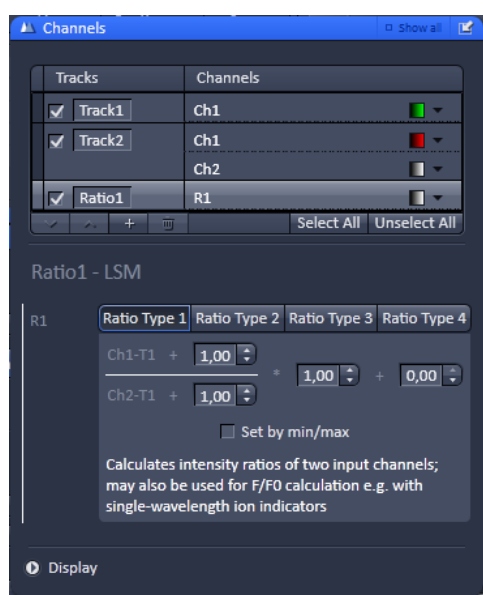 Channels Show all
Tracks Channels
Track1 Ch1
Track2 Ch1
Ch2
Ratio1 R1
+ Select All Unselect All
Ratio1 - LSM
R1 Ratio Type 1 Ratio Type 2 Ratio Type 3 Ratio Type 4
Ch1-T1 + 1,00
* 1,00 + 0,00
Ch2-T1 + 1,00
Set by min/max
Calculates intensity ratios of two input channels;
may also be used for F/F0 calculation e.g. with
single-wavelength ion indicators
Display